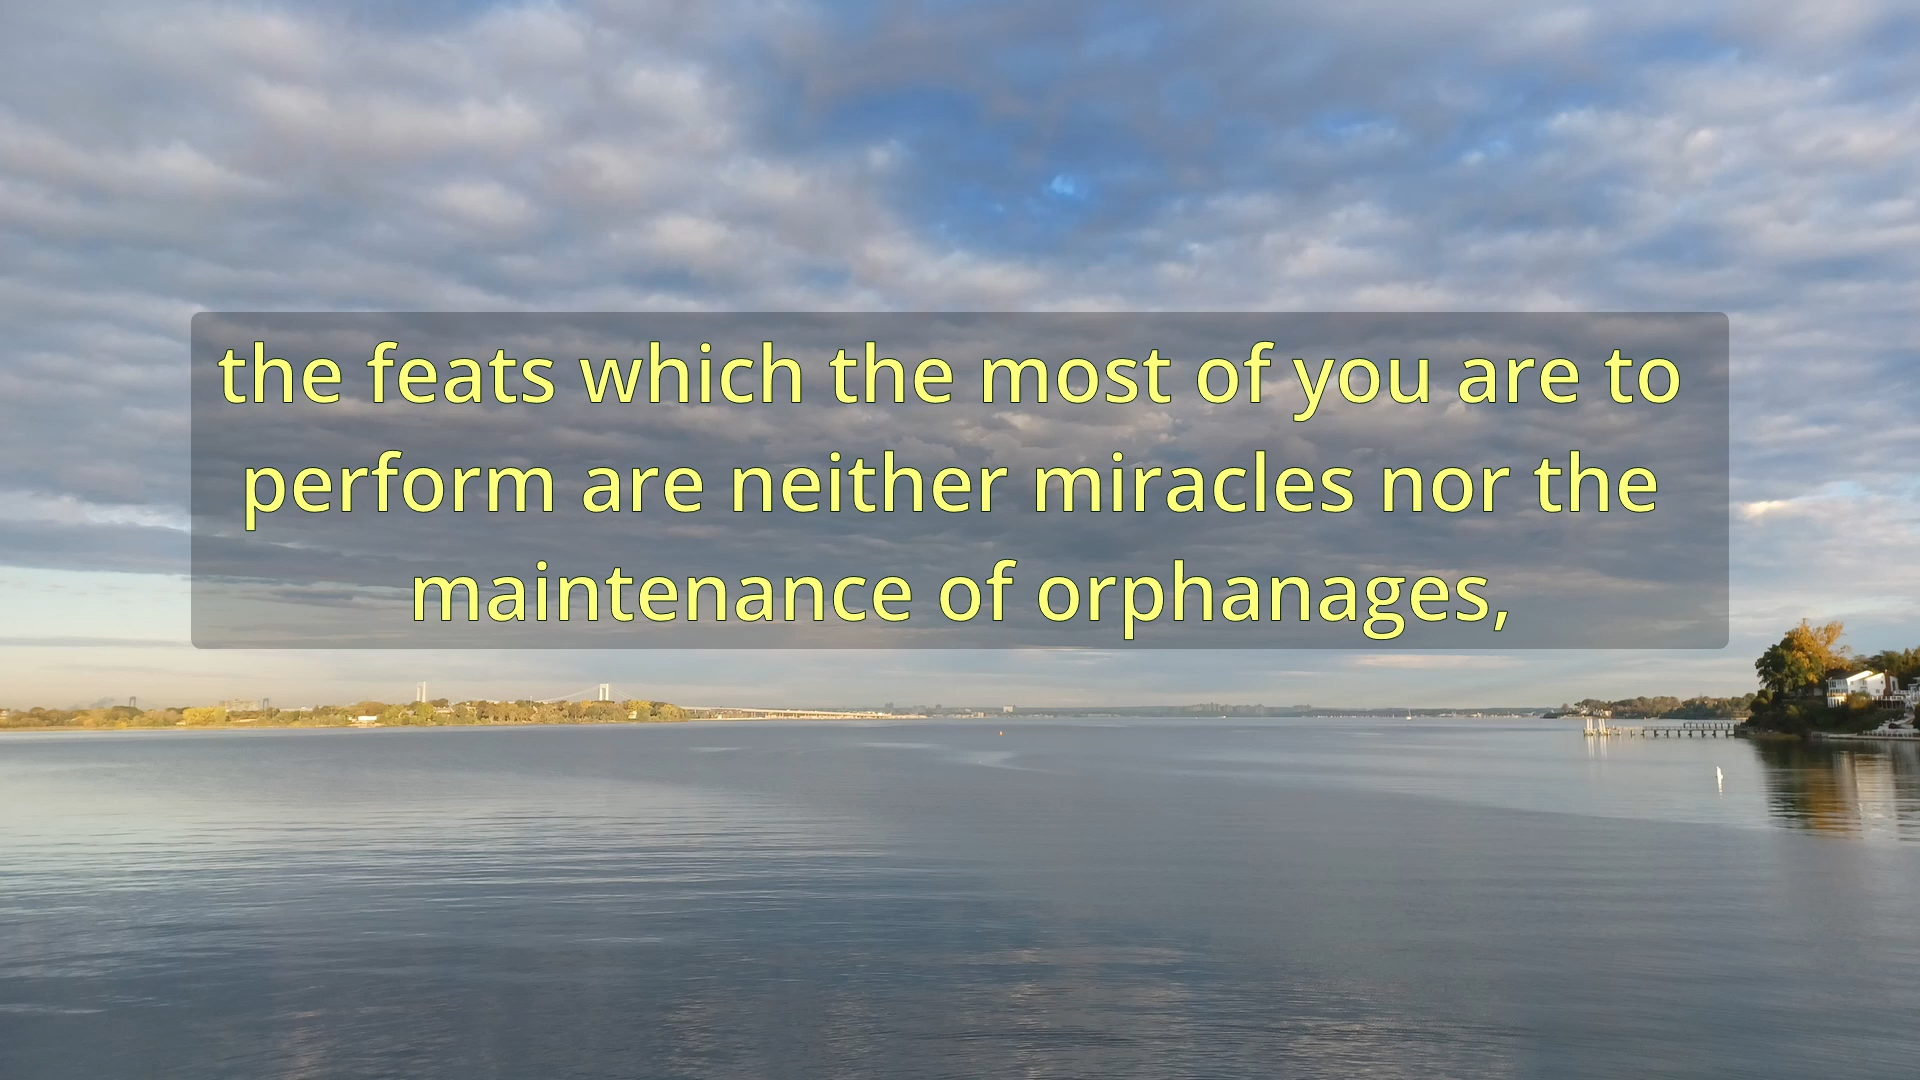 the feats which the most of you are to
perform are neither miracles nor the
maintenance of orphanages,